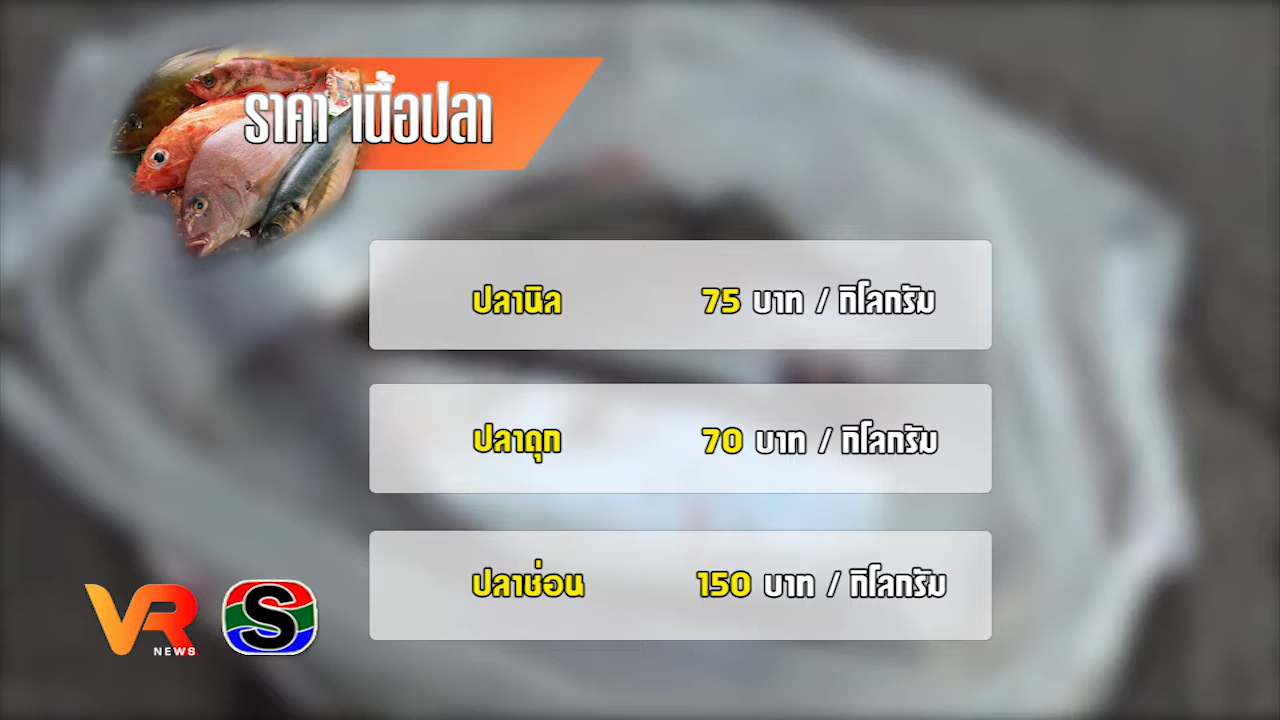 ราคา เนื้อปลา
ปลานิล 75 บาท / กิโลกรัม
ปลาดุก 70 บาท / กิโลกรัม
ปลาช่อน 150 บาท / กิโลกรัม
VR NEWS
S